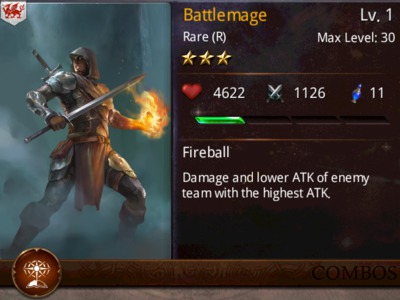 Battlemage Lv. 1
Rare (R) Max Level: 30
4622 1126 11
Fireball
Damage and lower ATK of enemy
team with the highest ATK.
COMBOS